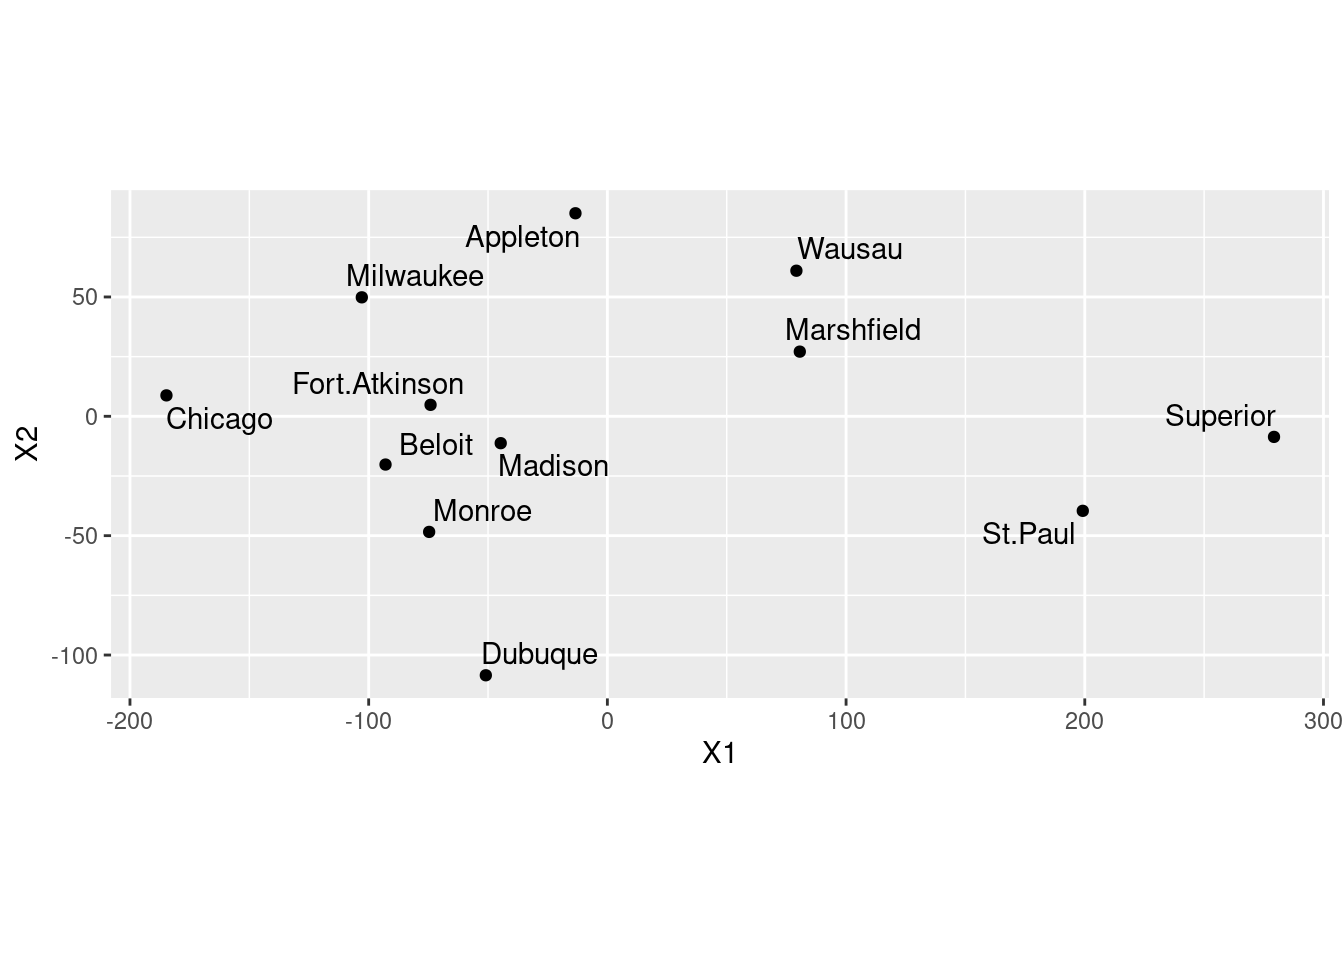 Appleton
Wausau
Milwaukee
50
Marshfield
Fort.Atkinson
Chicago
0
Superior
Beloit
Madison
X2
Monroe
St.Paul
-50
Dubuque
-100
-200
-100
0
100
200
300
X1